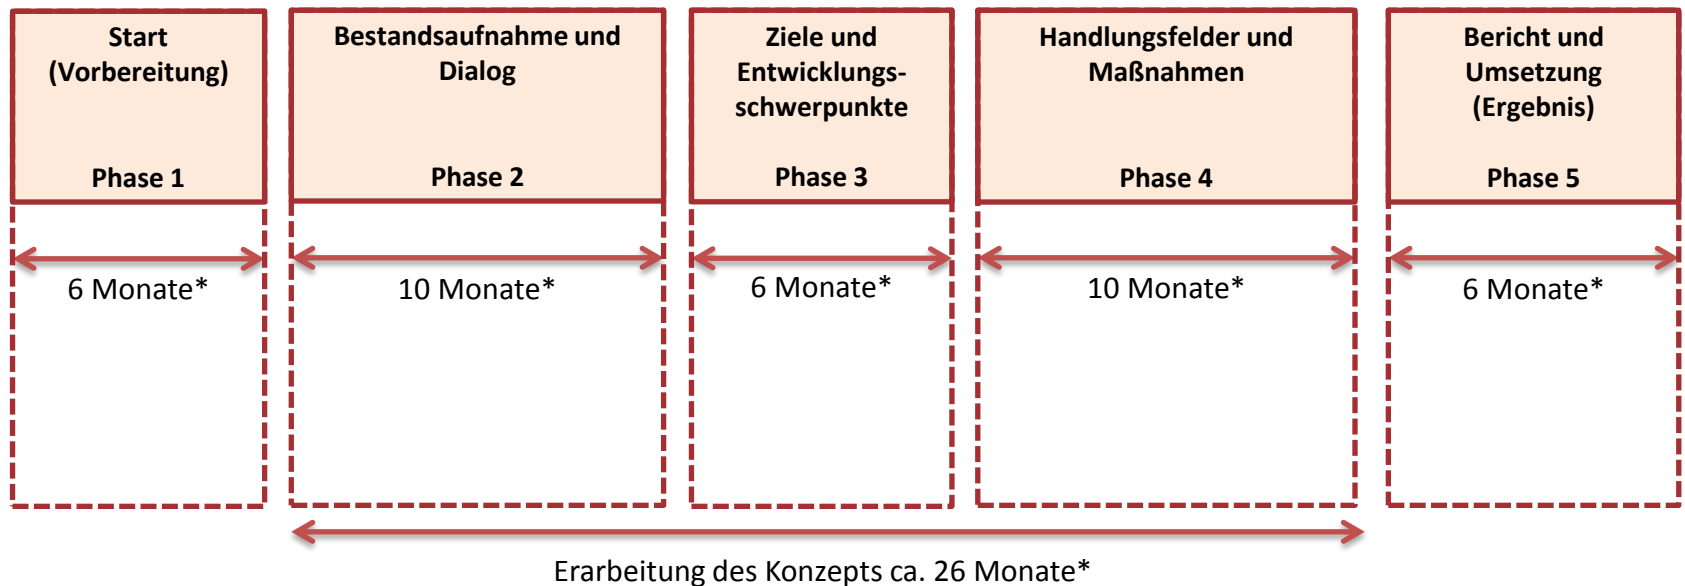 Start
(Vorbereitung)
Phase 1
Bestandsaufnahme und
Dialog
Phase 2
Ziele und
Entwicklungs-
schwerpunkte
Phase 3
Handlungsfelder und
Maßnahmen
Phase 4
Bericht und
Umsetzung
(Ergebnis)
Phase 5
6 Monate*
10 Monate*
6 Monate*
10 Monate*
6 Monate*
Erarbeitung des Konzepts ca. 26 Monate*